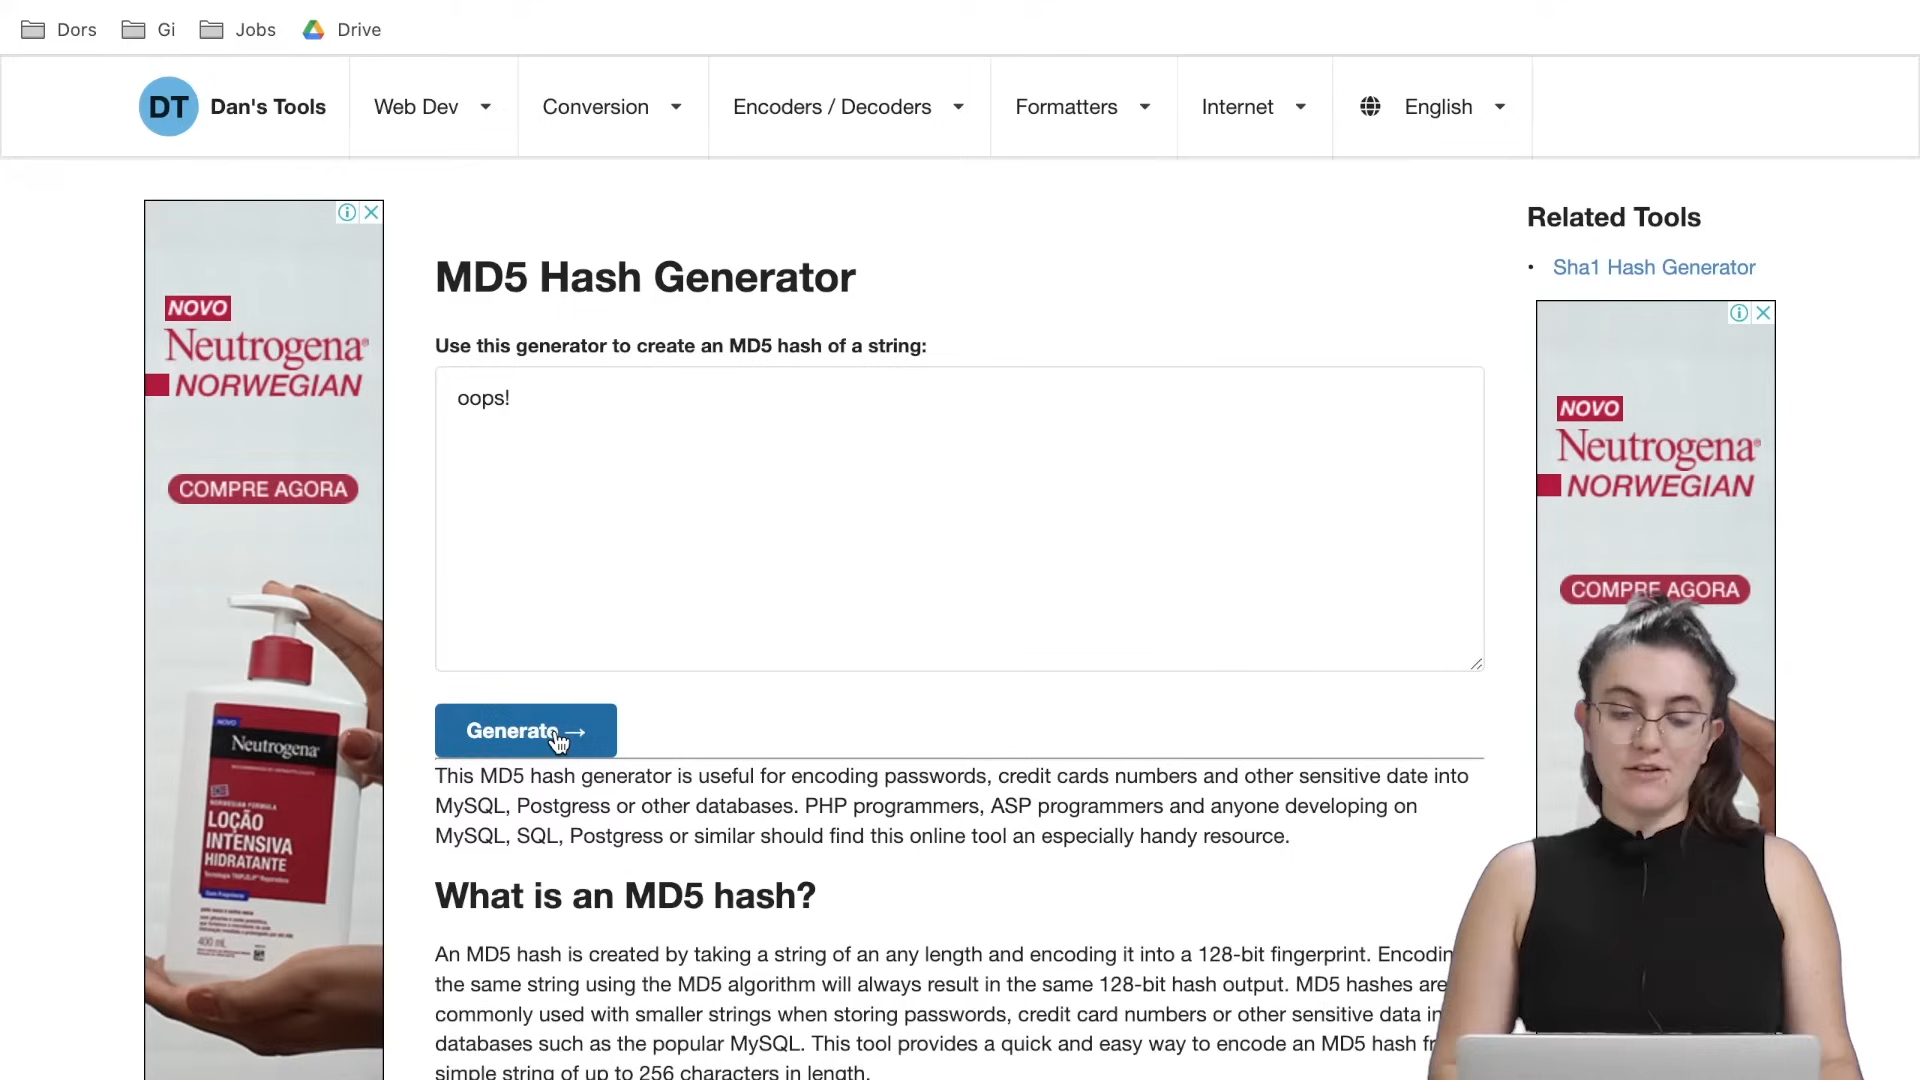 Dors
Gi
Jobs
Drive
DT Dan's Tools
Web Dev
Conversion
Encoders / Decoders
Formatters
Internet
English
NOVO
Neutrogena®
NORWEGIAN
COMPRE AGORA
NOVO
Neutrogena
NORWEGIAN FORMULA
LOÇÃO
INTENSIVA
HIDRATANTE
400 mL
MD5 Hash Generator
Use this generator to create an MD5 hash of a string:
oops!
Generate →
This MD5 hash generator is useful for encoding passwords, credit cards numbers and other sensitive date into
MySQL, Postgress or other databases. PHP programmers, ASP programmers and anyone developing on
MySQL, SQL, Postgress or similar should find this online tool an especially handy resource.
What is an MD5 hash?
An MD5 hash is created by taking a string of an any length and encoding it into a 128-bit fingerprint. Encodin
the same string using the MD5 algorithm will always result in the same 128-bit hash output. MD5 hashes are
commonly used with smaller strings when storing passwords, credit card numbers or other sensitive data in
databases such as the popular MySQL. This tool provides a quick and easy way to encode an MD5 hash fr
simple string of up to 256 characters in length.
Related Tools
• Sha1 Hash Generator
NOVO
Neutrogena®
NORWEGIAN
COMPRE AGORA